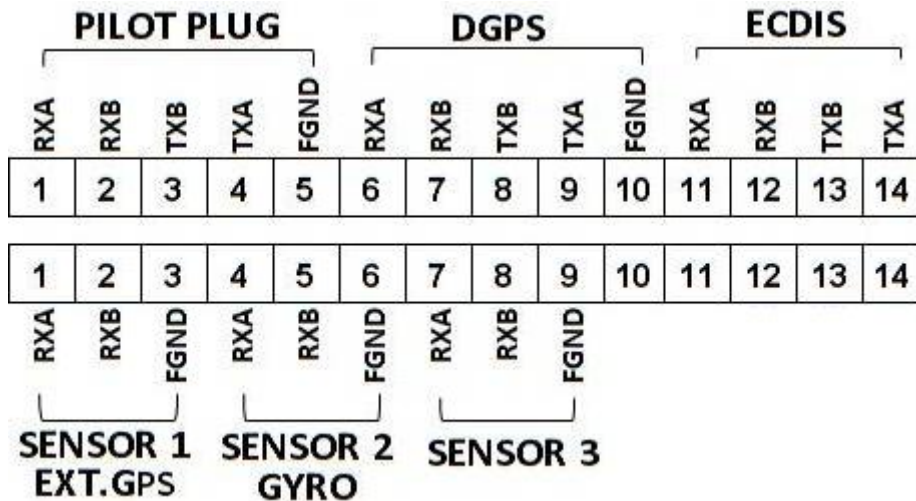 PILOT PLUG DGPS ECDIS
RXA RXB TXB TXA FGND RXA RXB TXB TXA FGND RXA RXB TXB TXA
1 2 3 4 5 6 7 8 9 10 11 12 13 14
1 2 3 4 5 6 7 8 9 10 11 12 13 14
RXA RXB FGND RXA RXB FGND RXA RXB FGND
SENSOR 1 SENSOR 2 SENSOR 3
EXT.GPS GYRO